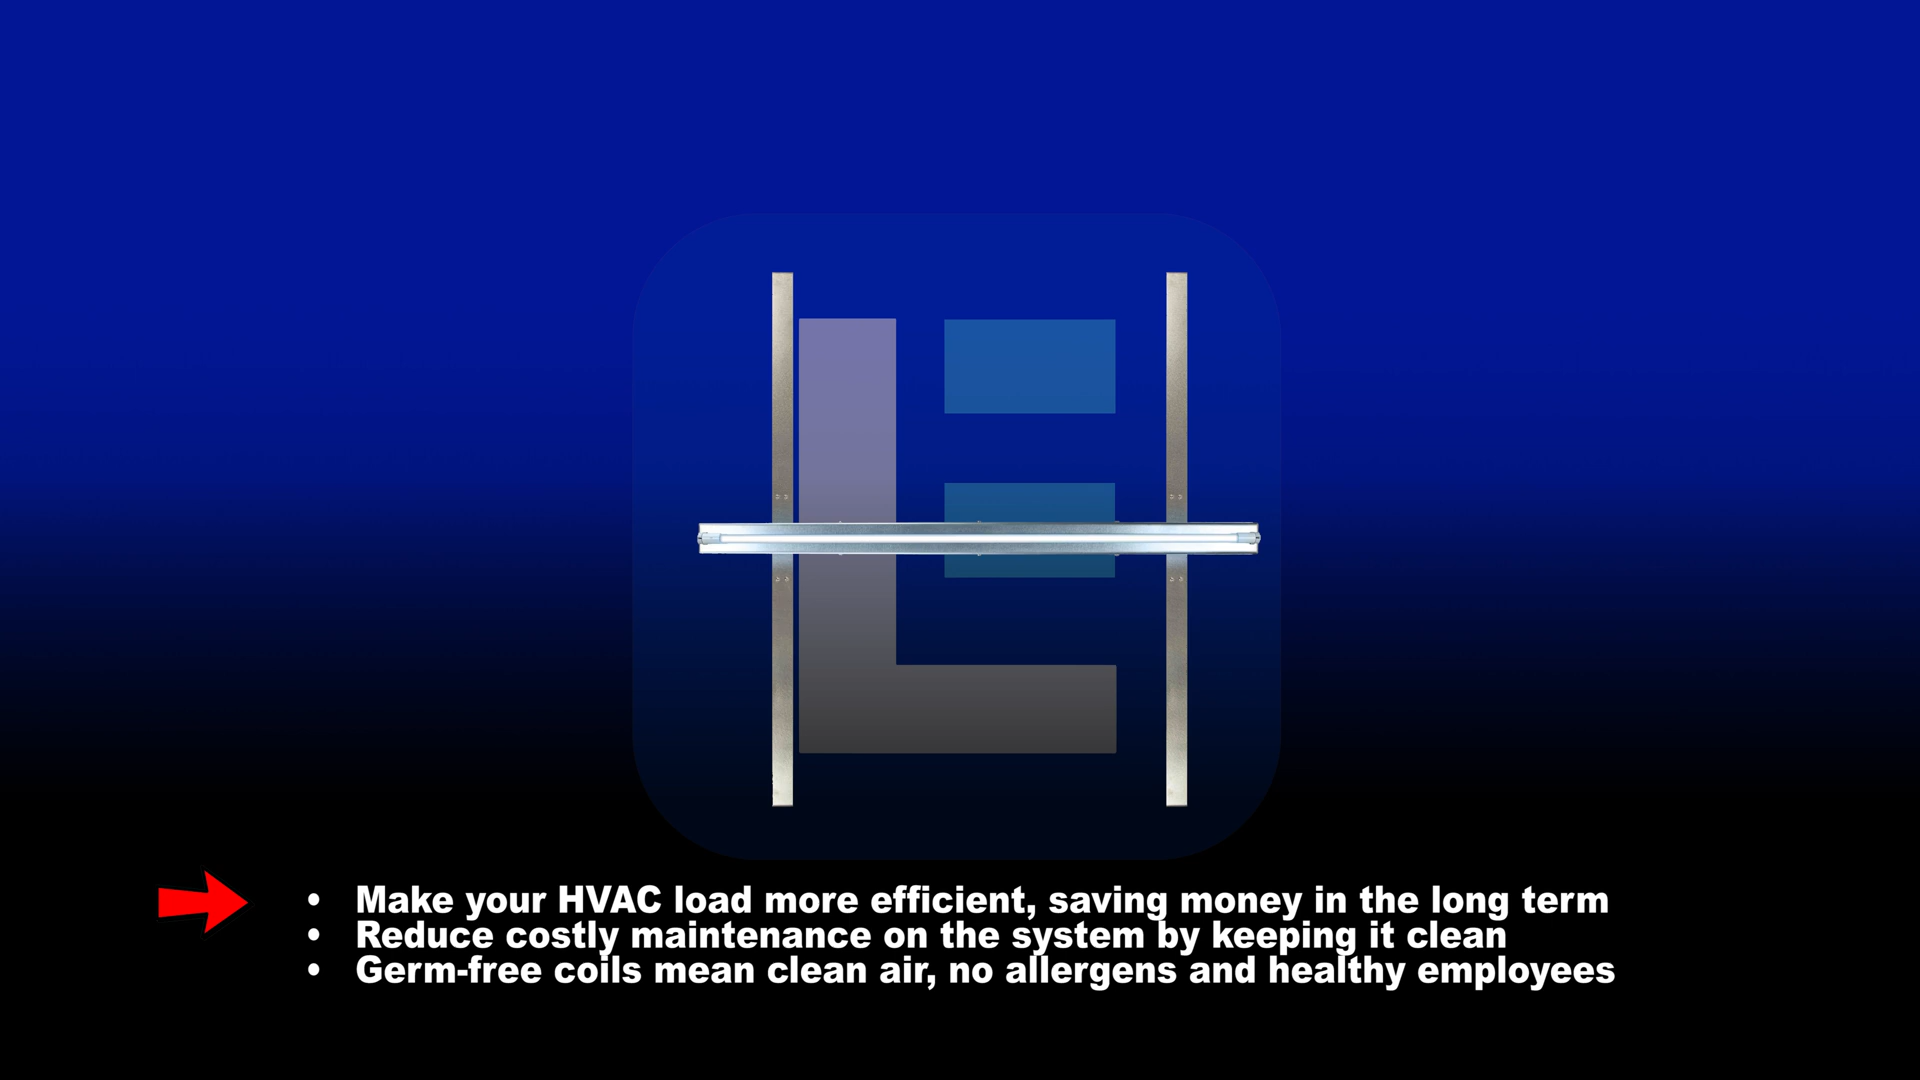 • Make your HVAC load more efficient, saving money in the long term
• Reduce costly maintenance on the system by keeping it clean
• Germ-free coils mean clean air, no allergens and healthy employees